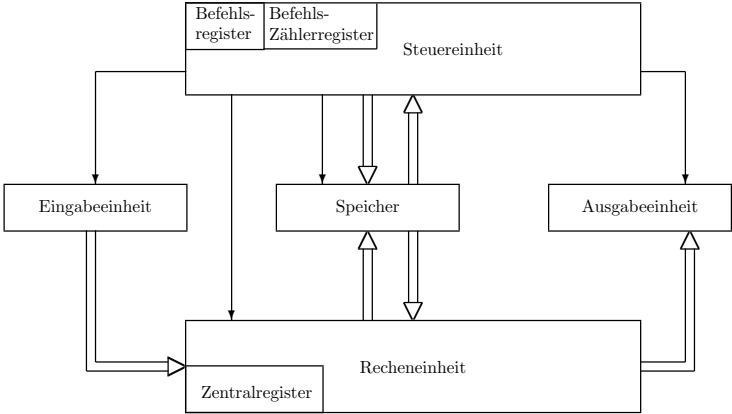 Befehls-
register
Befehls-
Zählerregister
Steuereinheit
Eingabeeinheit
Speicher
Ausgabeeinheit
Recheneinheit
Zentralregister